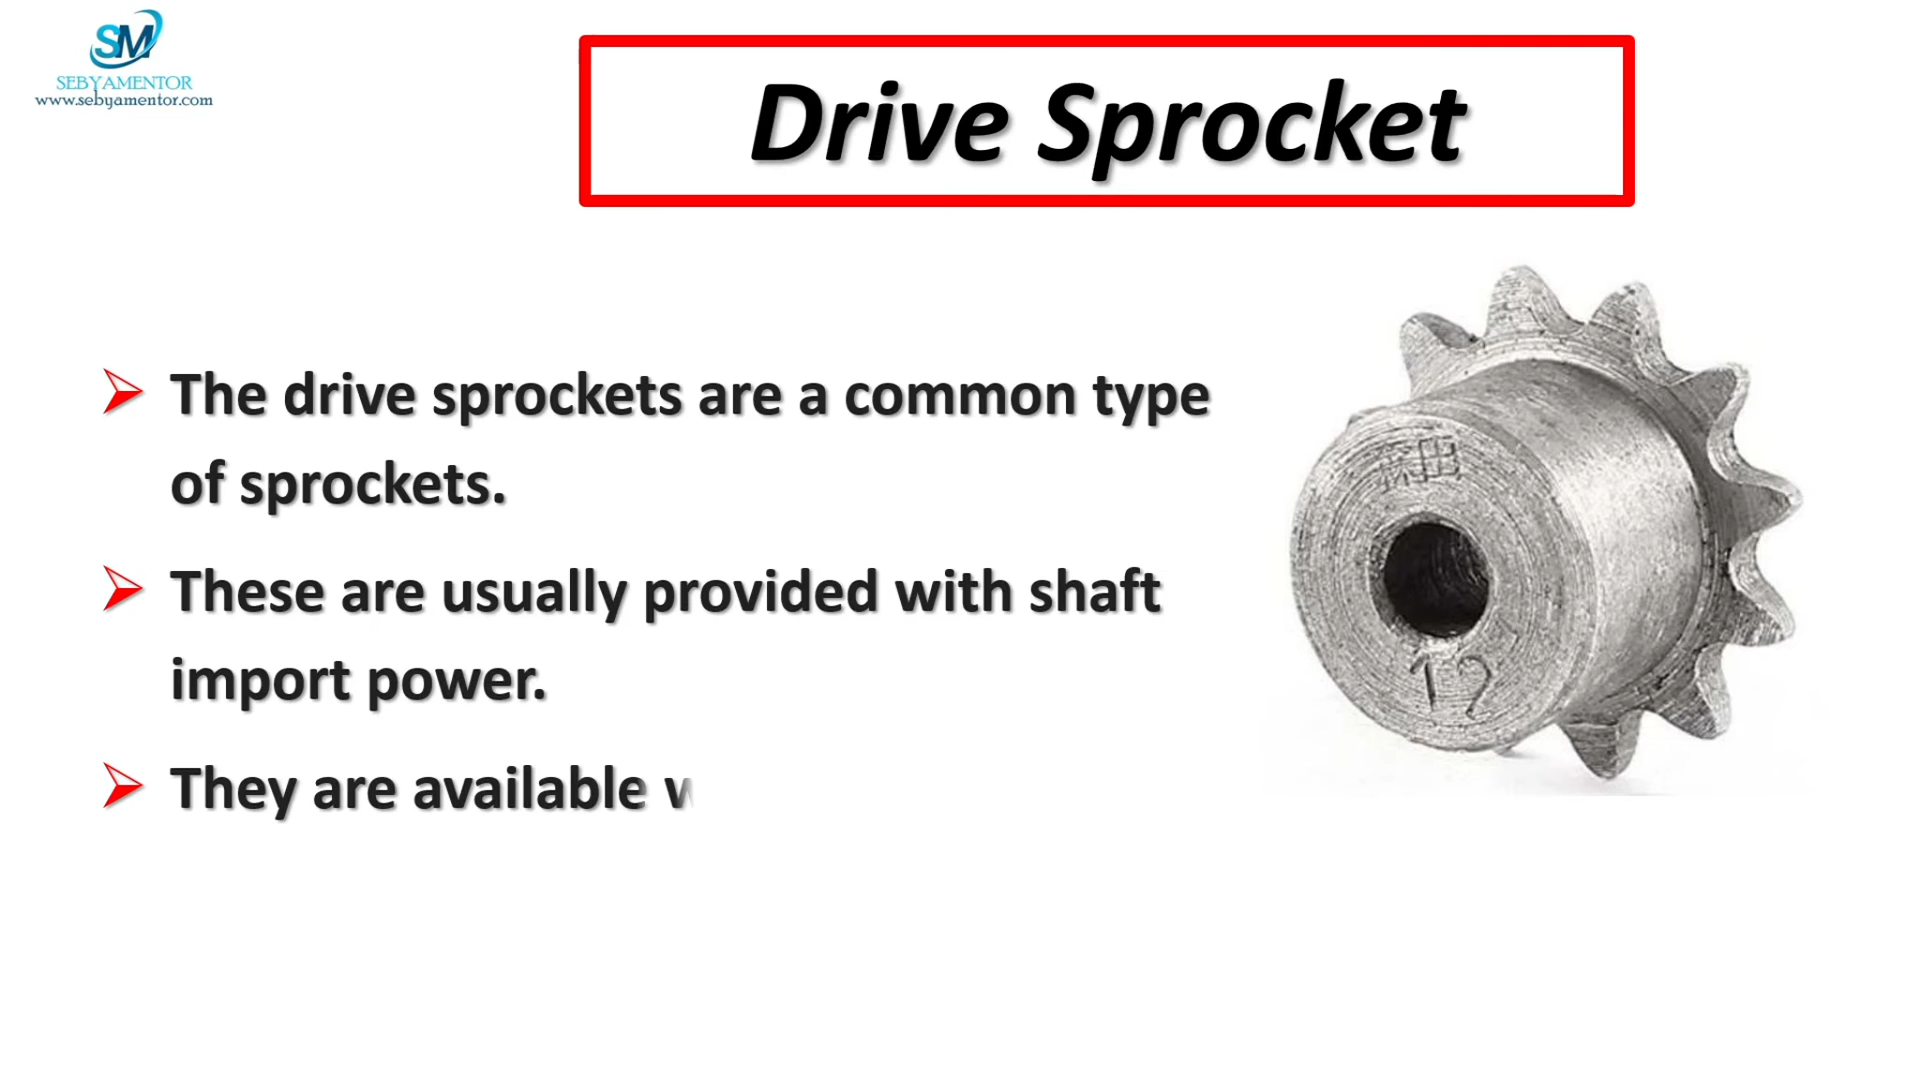 SM
SEBYAMENTOR
www.sebyamentor.com
Drive Sprocket
The drive sprockets are a common type
of sprockets.
These are usually provided with shaft
import power.
They are available
12